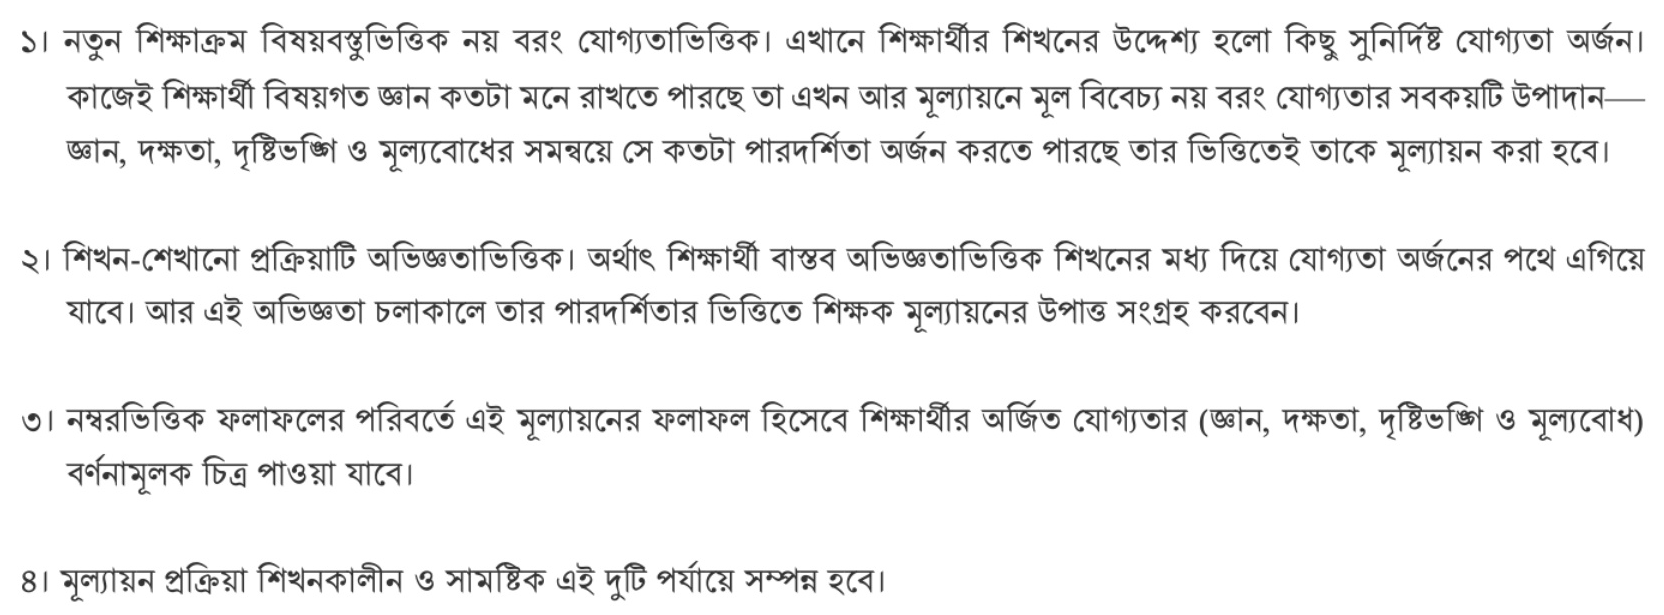 ১। নতুন শিক্ষাক্রম বিষয়বস্তুভিত্তিক নয় বরং যোগ্যতাভিত্তিক। এখানে শিক্ষার্থীর শিখনের উদ্দেশ্য হলো কিছু সুনির্দিষ্ট যোগ্যতা অর্জন।
কাজেই শিক্ষার্থী বিষয়গত জ্ঞান কতটা মনে রাখতে পারছে তা এখন আর মূল্যায়নে মূল বিবেচ্য নয় বরং যোগ্যতার সবকয়টি উপাদান—
জ্ঞান, দক্ষতা, দৃষ্টিভঙ্গি ও মূল্যবোধের সমন্বয়ে সে কতটা পারদর্শিতা অর্জন করতে পারছে তার ভিত্তিতেই তাকে মূল্যায়ন করা হবে।
২। শিখন-শেখানো প্রক্রিয়াটি অভিজ্ঞতাভিত্তিক। অর্থাৎ শিক্ষার্থী বাস্তব অভিজ্ঞতাভিত্তিক শিখনের মধ্য দিয়ে যোগ্যতা অর্জনের পথে এগিয়ে
যাবে। আর এই অভিজ্ঞতা চলাকালে তার পারদর্শিতার ভিত্তিতে শিক্ষক মূল্যায়নের উপাত্ত সংগ্রহ করবেন।
৩। নম্বরভিত্তিক ফলাফলের পরিবর্তে এই মূল্যায়নের ফলাফল হিসেবে শিক্ষার্থীর অর্জিত যোগ্যতার (জ্ঞান, দক্ষতা, দৃষ্টিভঙ্গি ও মূল্যবোধ)
বর্ণনামূলক চিত্র পাওয়া যাবে।
৪। মূল্যায়ন প্রক্রিয়া শিখনকালীন ও সামষ্টিক এই দুটি পর্যায়ে সম্পন্ন হবে।